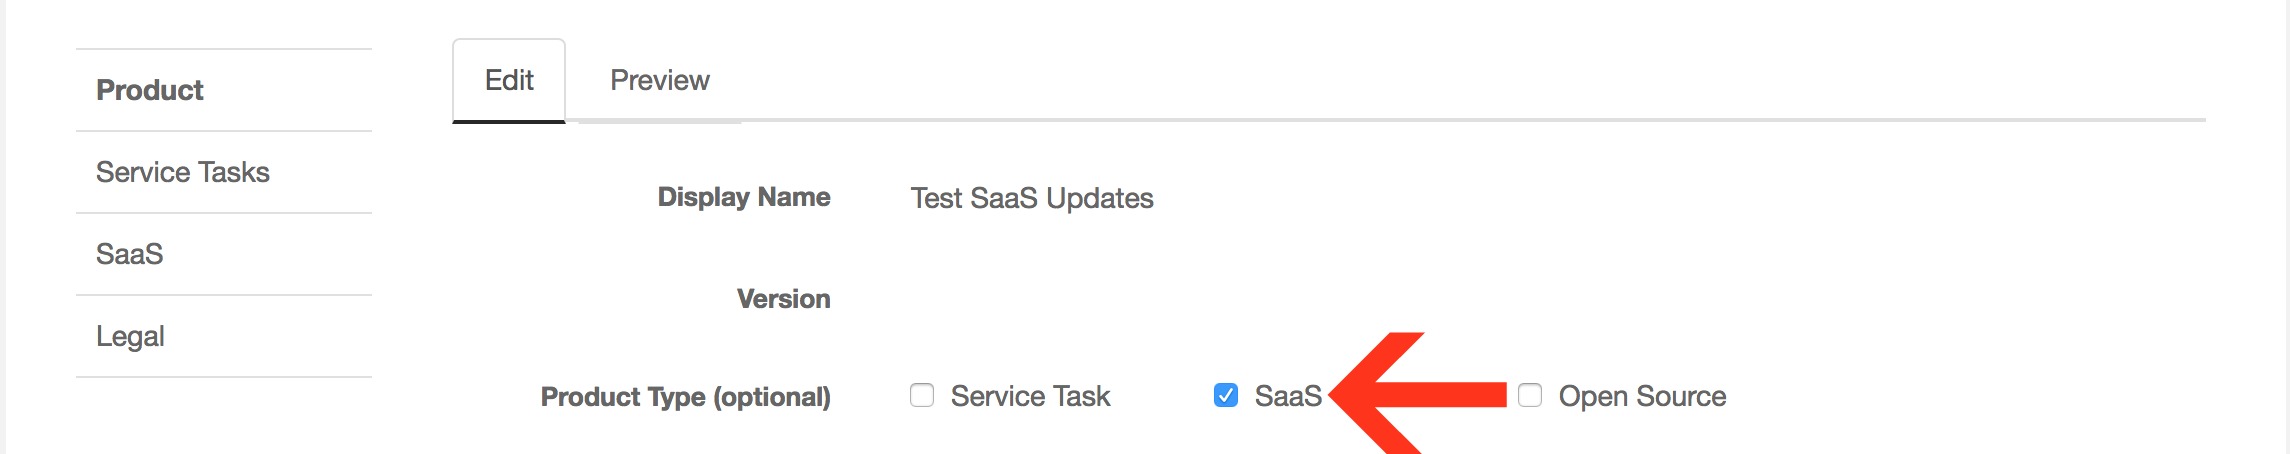 Product
Service Tasks
SaaS
Legal
Edit Preview
Display Name Test SaaS Updates
Version
Product Type (optional) Service Task SaaS Open Source